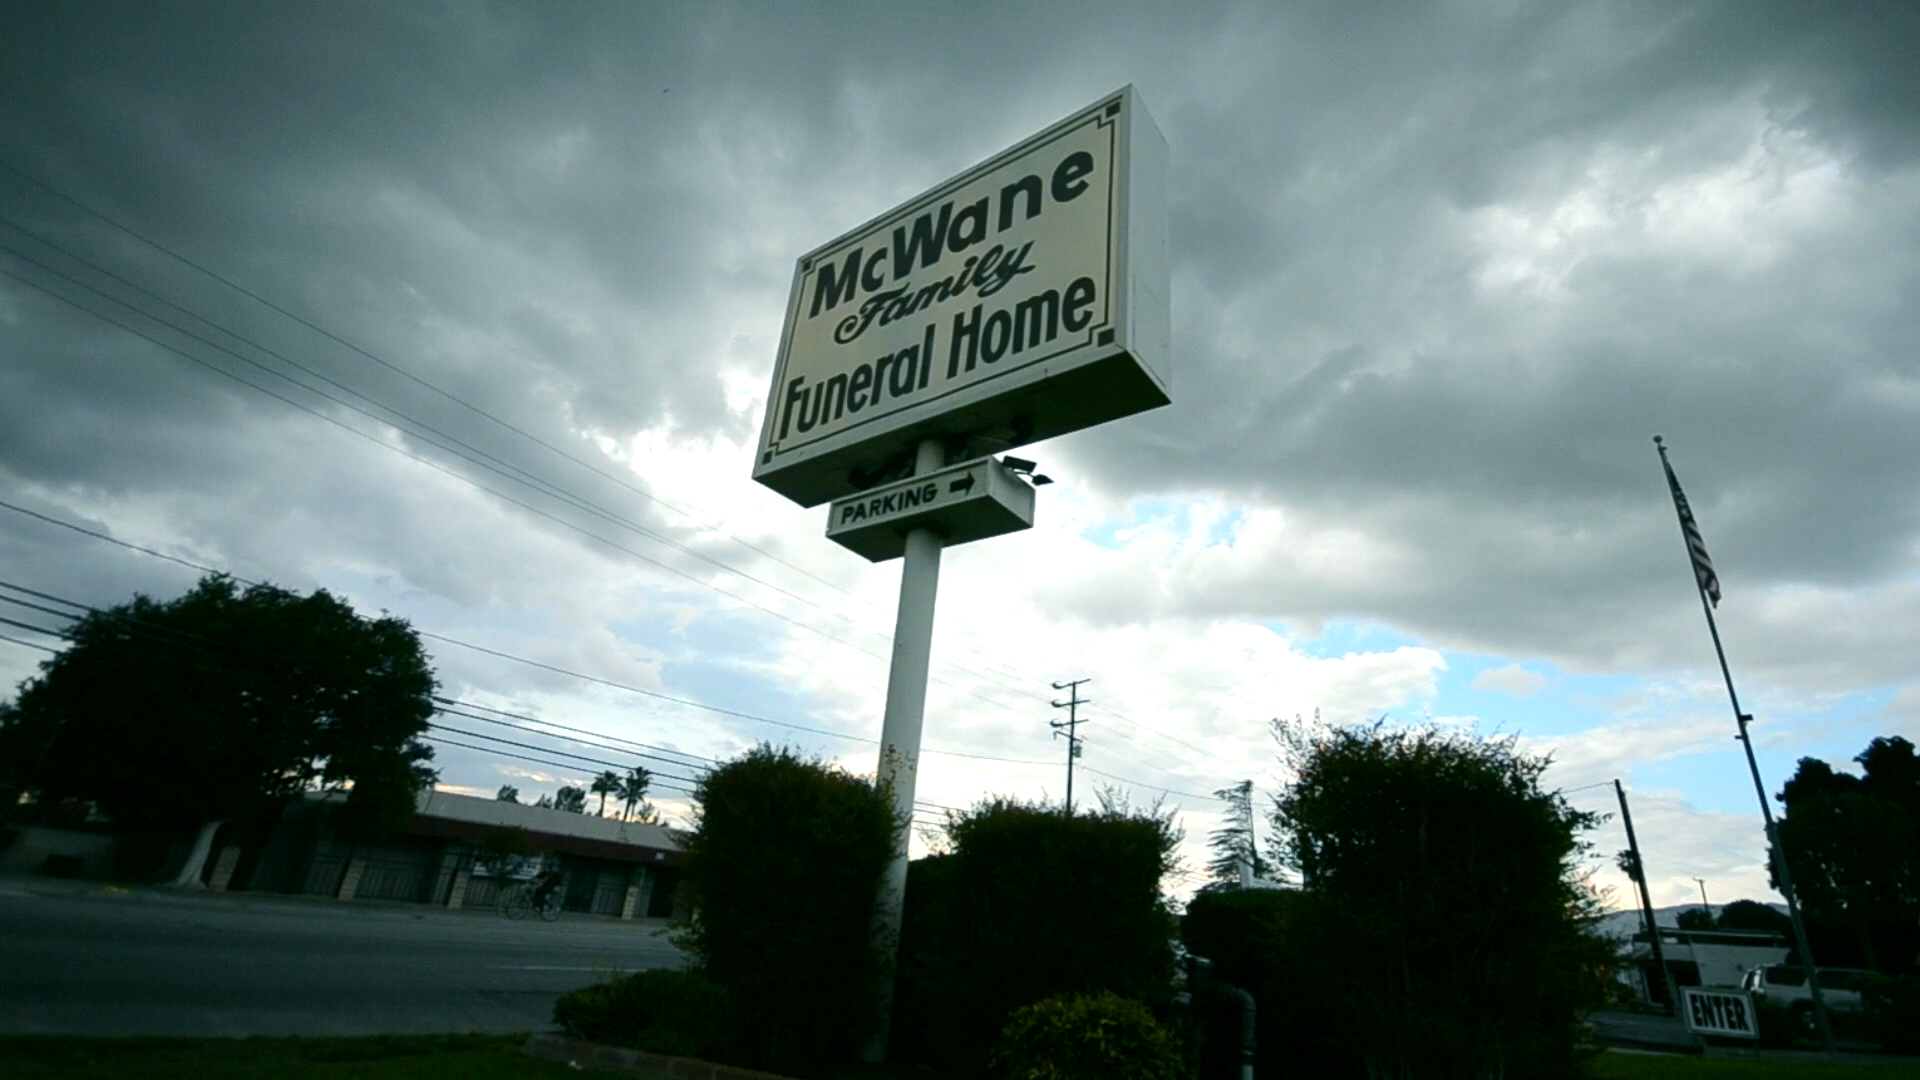 McWane
Family
Funeral Home
PARKING →
ENTER